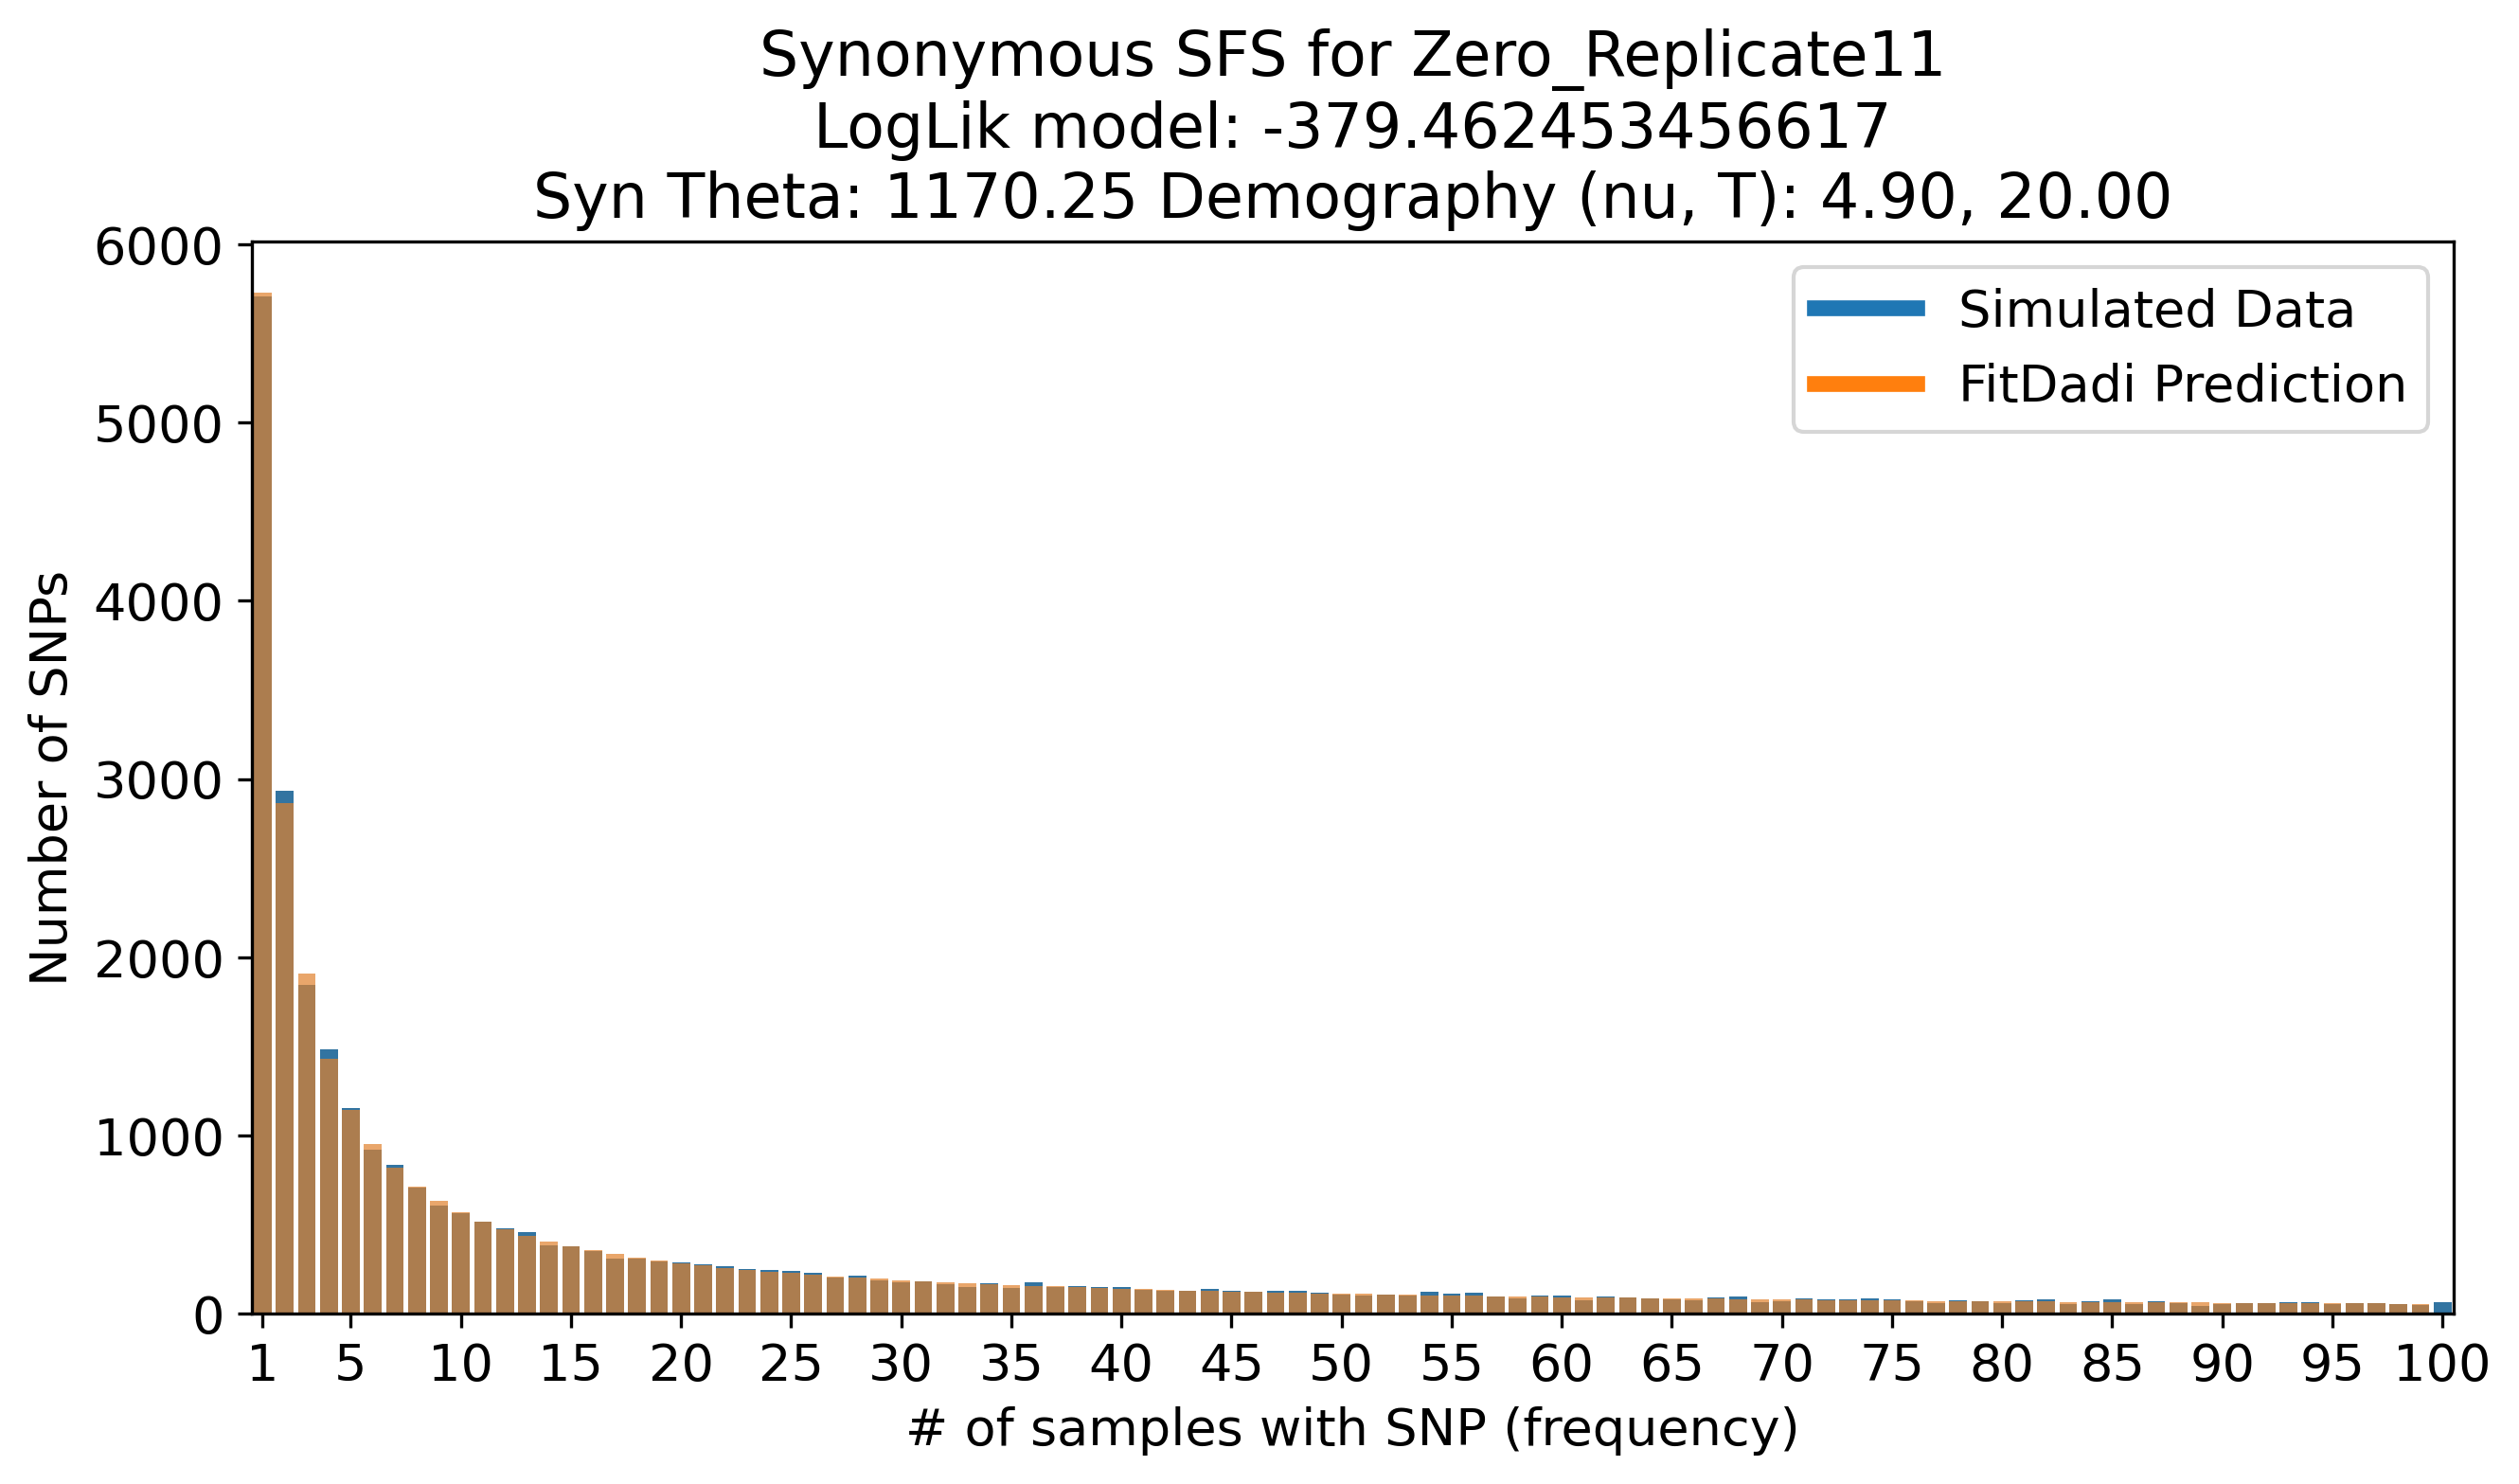 Synonymous SFS for Zero_Replicate11
LogLik model: -379.462453456617
Syn Theta: 1170.25 Demography (nu, T): 4.90, 20.00
6000
5000
4000
3000
2000
1000
0
Number of SNPs
Simulated Data
FitDadi Prediction
1 5 10 15 20 25 30 35 40 45 50 55 60 65 70 75 80 85 90 95 100
# of samples with SNP (frequency)